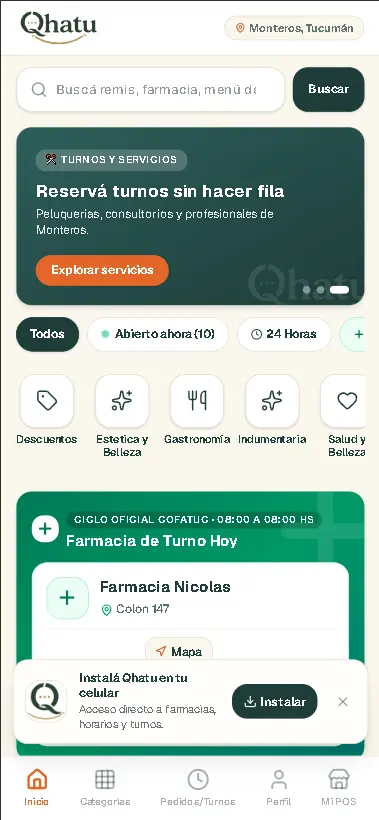 Qhatu
Monteros, Tucumán
Buscá remis, farmacia, menú de
Buscar
TURNOS Y SERVICIOS
Reservá turnos sin hacer fila
Peluquerías, consultorios y profesionales de
Monteros.
Explorar servicios
Qhatu
Todos
Abierto ahora (10)
24 Horas
Descuentos
Estetica y
Belleza
Gastronomía
Indumentaria
Salud y
Belleza
CICLO OFICIAL COFATUC • 08:00 A 08:00 HS
Farmacia de Turno Hoy
Farmacia Nicolas
Colon 147
Mapa
Qhatu
Instalá Qhatu en tu
celular
Acceso directo a farmacias,
horarios y turnos.
Instalar
Inicio
Categorías
Pedidos/Turnos
Perfil
Mi POS